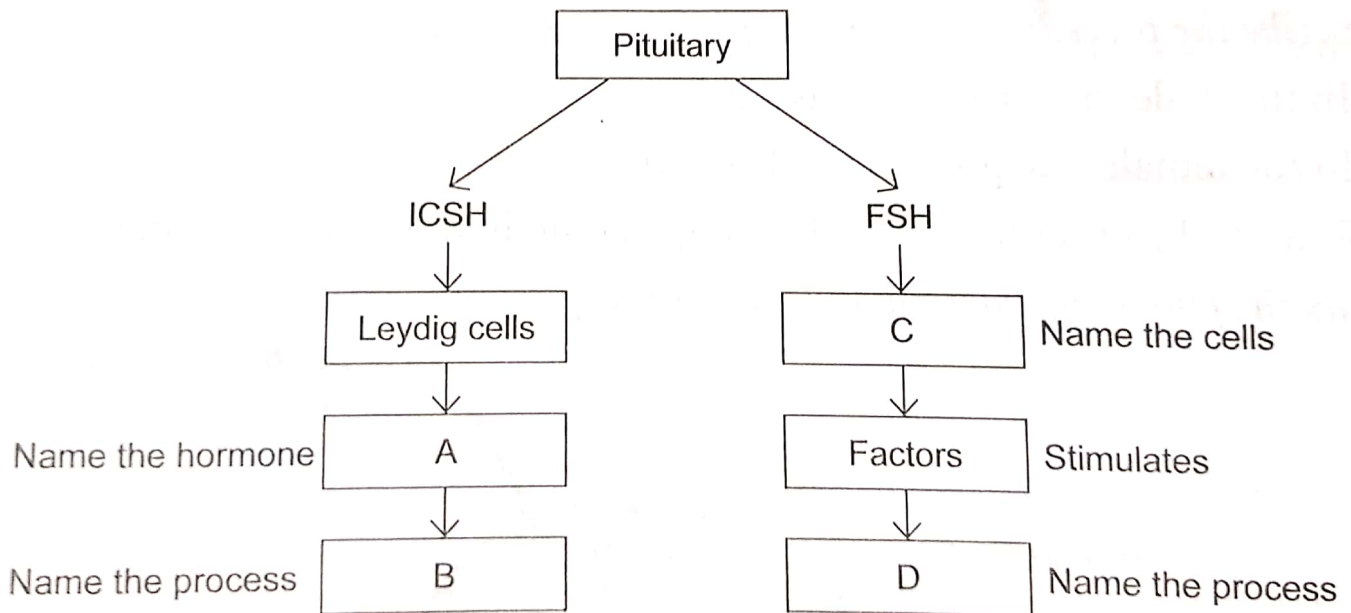 Pituitary
ICSH
FSH
Leydig cells
C
Name the cells
Name the hormone
A
Factors
Stimulates
Name the process
B
D
Name the process